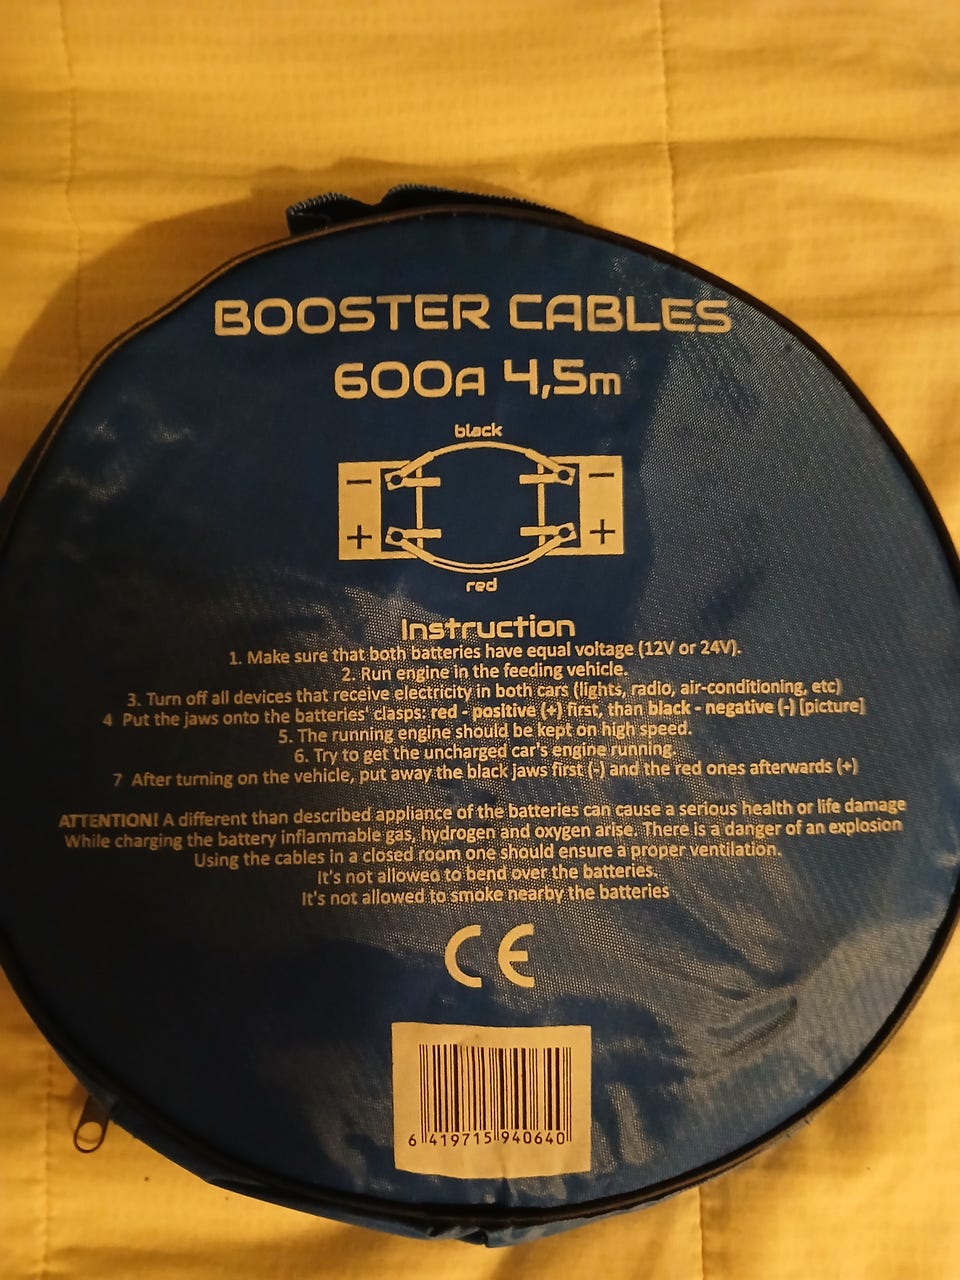 BOOSTER CABLES
600A 4,5m
black
− −
+ +
red
Instruction
1. Make sure that both batteries have equal voltage (12V or 24V).
2. Run engine in the feeding vehicle.
3. Turn off all devices that receive electricity in both cars (lights, radio, air-conditioning, etc)
4 Put the jaws onto the batteries' clasps: red - positive (+) first, than black - negative (-) [picture]
5. The running engine should be kept on high speed.
6. Try to get the uncharged car's engine running.
7 After turning on the vehicle, put away the black jaws first (-) and the red ones afterwards (+)
ATTENTION! A different than described appliance of the batteries can cause a serious health or life damage
While charging the battery inflammable gas, hydrogen and oxygen arise. There is a danger of an explosion
Using the cables in a closed room one should ensure a proper ventilation.
It's not allowed to bend over the batteries.
It's not allowed to smoke nearby the batteries
CE
6 419715 940640